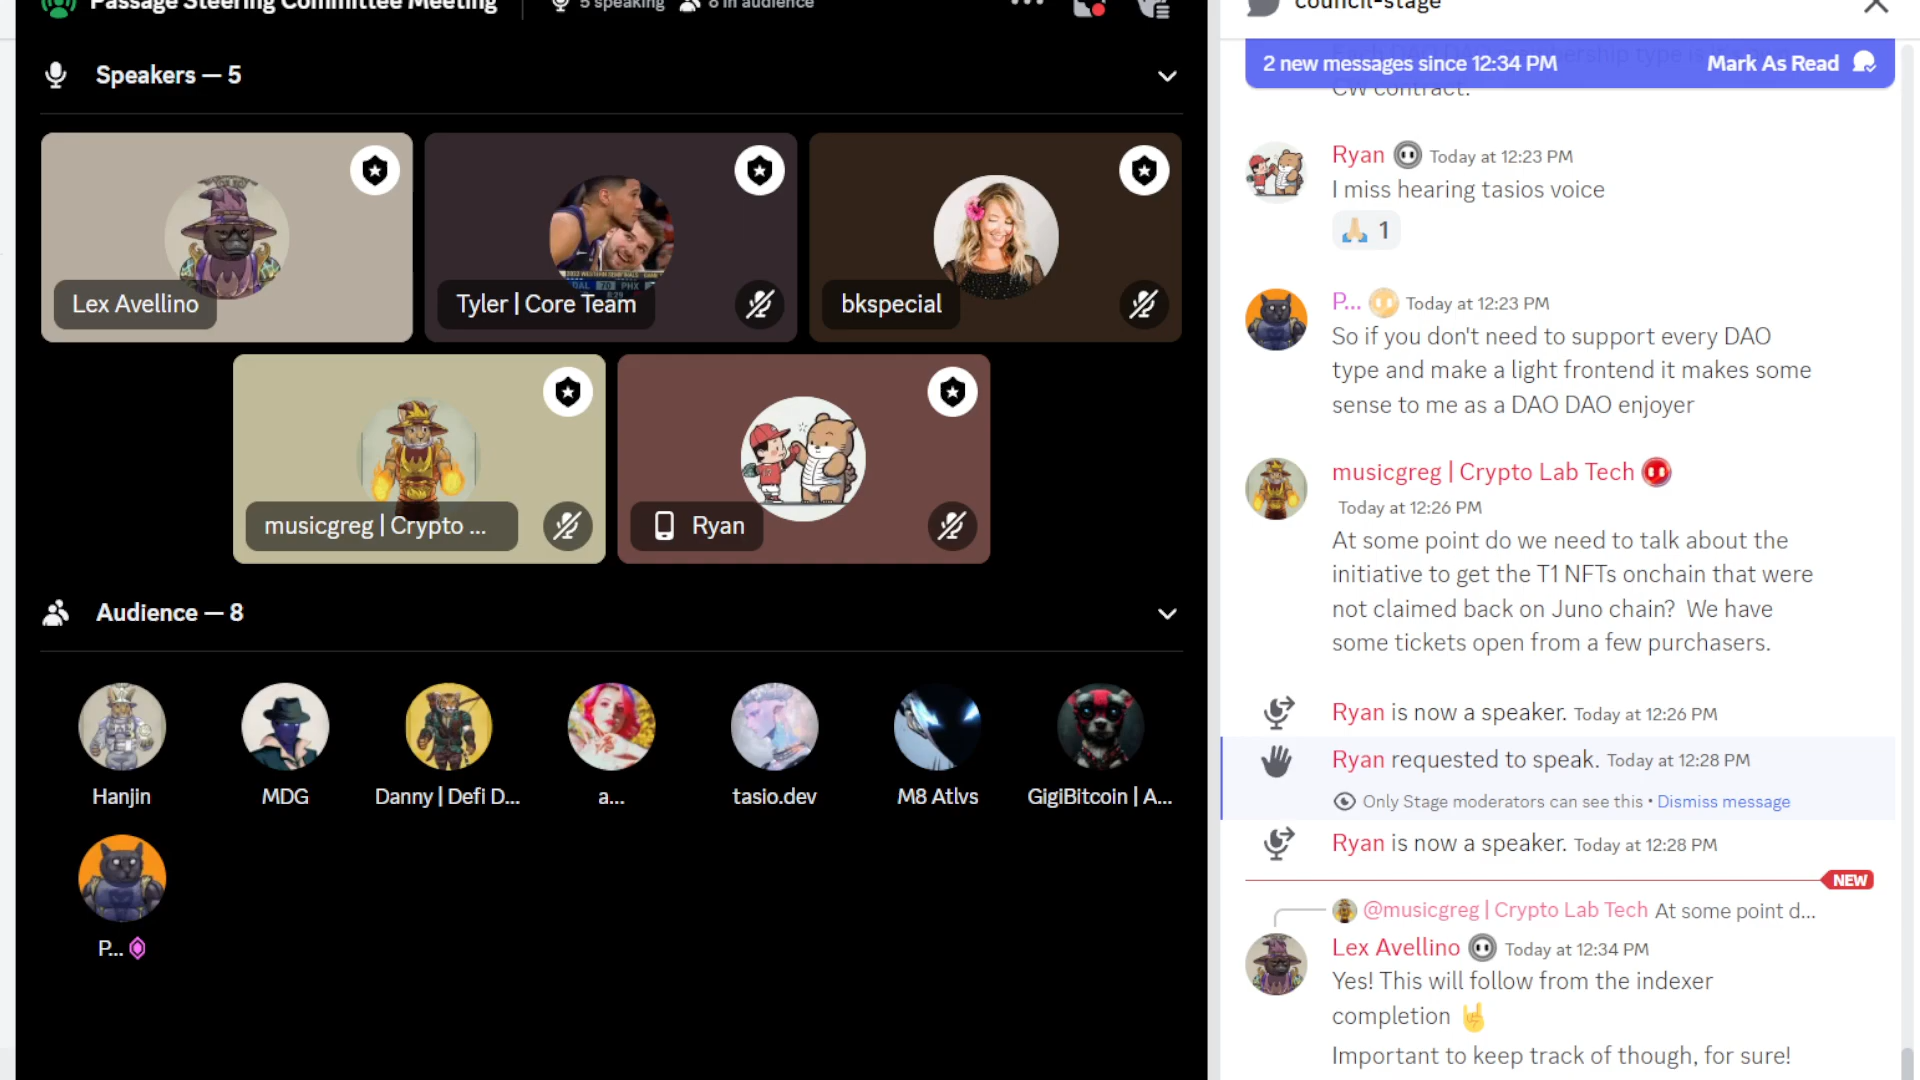 Passage Steering Committee Meeting
5 speaking
8 in audience
Speakers — 5
Lex Avellino
Tyler | Core Team
bkspecial
musicgreg | Crypto ...
Ryan
Audience — 8
Hanjin
MDG
Danny | Defi D...
a...
tasio.dev
M8 Atlvs
GigiBitcoin | A...
P...
council-stage
2 new messages since 12:34 PM
Mark As Read
CW contract.
Ryan Today at 12:23 PM
I miss hearing tasios voice
1
P... Today at 12:23 PM
So if you don't need to support every DAO
type and make a light frontend it makes some
sense to me as a DAO DAO enjoyer
musicgreg | Crypto Lab Tech
Today at 12:26 PM
At some point do we need to talk about the
initiative to get the T1 NFTs onchain that were
not claimed back on Juno chain? We have
some tickets open from a few purchasers.
Ryan is now a speaker. Today at 12:26 PM
Ryan requested to speak. Today at 12:28 PM
Only Stage moderators can see this • Dismiss message
Ryan is now a speaker. Today at 12:28 PM
NEW
@musicgreg | Crypto Lab Tech At some point d...
Lex Avellino Today at 12:34 PM
Yes! This will follow from the indexer
completion 🤘
Important to keep track of though, for sure!